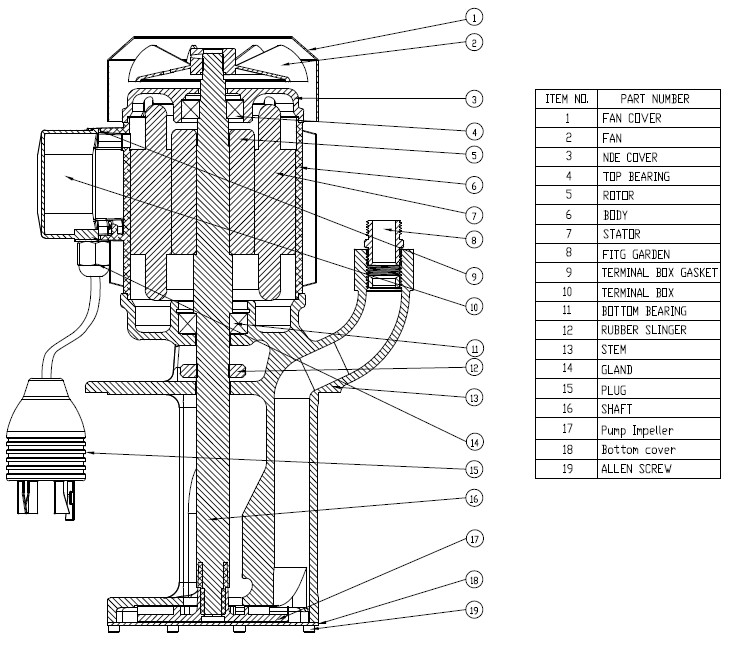 1
2
3
4
5
6
7
8
9
10
11
12
13
14
15
16
17
18
19
ITEM NO. PART NUMBER
1 FAN COVER
2 FAN
3 NDE COVER
4 TOP BEARING
5 ROTOR
6 BODY
7 STATOR
8 FITG GARDEN
9 TERMINAL BOX GASKET
10 TERMINAL BOX
11 BOTTOM BEARING
12 RUBBER SLINGER
13 STEM
14 GLAND
15 PLUG
16 SHAFT
17 Pump Impeller
18 Bottom cover
19 ALLEN SCREW